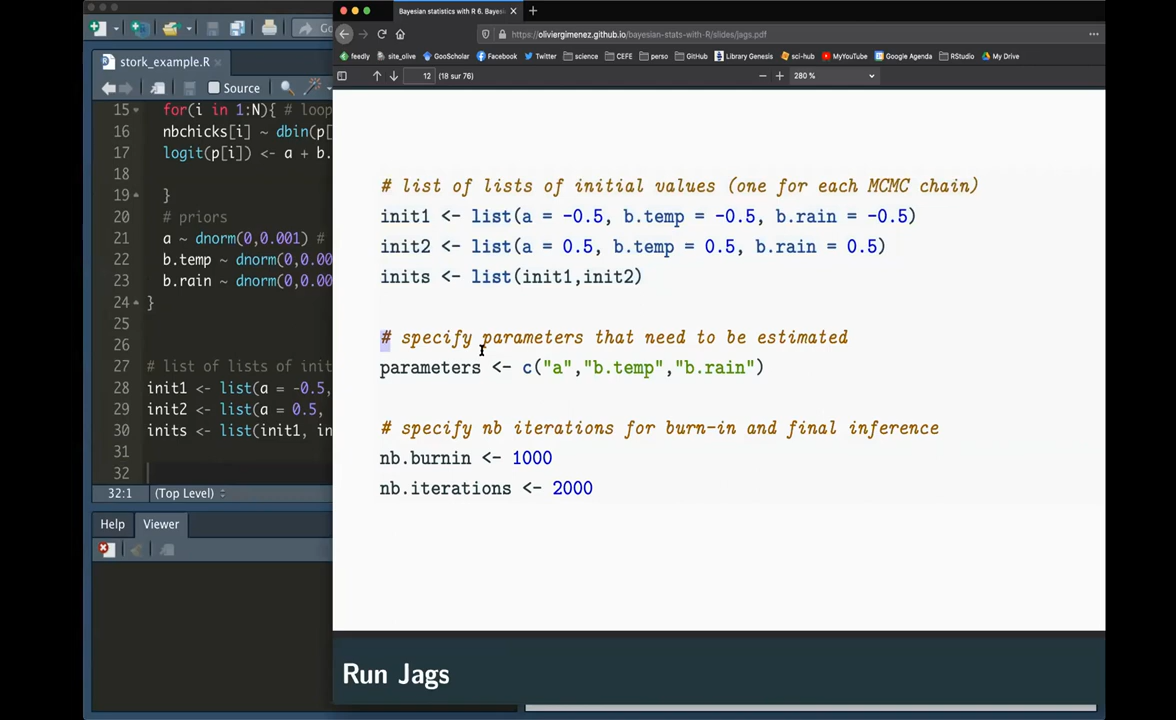 Bayesian statistics with R 6. Bayes
https://oliviergimenez.github.io/bayesian-stats-with-R/slides/jags.pdf
feedly site_olive GooScholar Facebook Twitter science CEFE perso GitHub Library Genesis sci-hub MyYouTube Google Agenda RStudio My Drive
12 (18 sur 76) 280 %
Go
stork_example.R
Source
15 for(i in 1:N){ # loop
16 nbchicks[i] ~ dbin(p[
17 logit(p[i]) <- a + b.
18
19 }
20 # priors
21 a ~ dnorm(0,0.001) #
22 b.temp ~ dnorm(0,0.00
23 b.rain ~ dnorm(0,0.00
24 }
25
26
27 # list of lists of init
28 init1 <- list(a = -0.5,
29 init2 <- list(a = 0.5,
30 inits <- list(init1, in
31
32
32:1 (Top Level)
Help Viewer
# list of lists of initial values (one for each MCMC chain)
init1 <- list(a = -0.5, b.temp = -0.5, b.rain = -0.5)
init2 <- list(a = 0.5, b.temp = 0.5, b.rain = 0.5)
inits <- list(init1,init2)
# specify parameters that need to be estimated
parameters <- c("a","b.temp","b.rain")
# specify nb iterations for burn-in and final inference
nb.burnin <- 1000
nb.iterations <- 2000
Run Jags